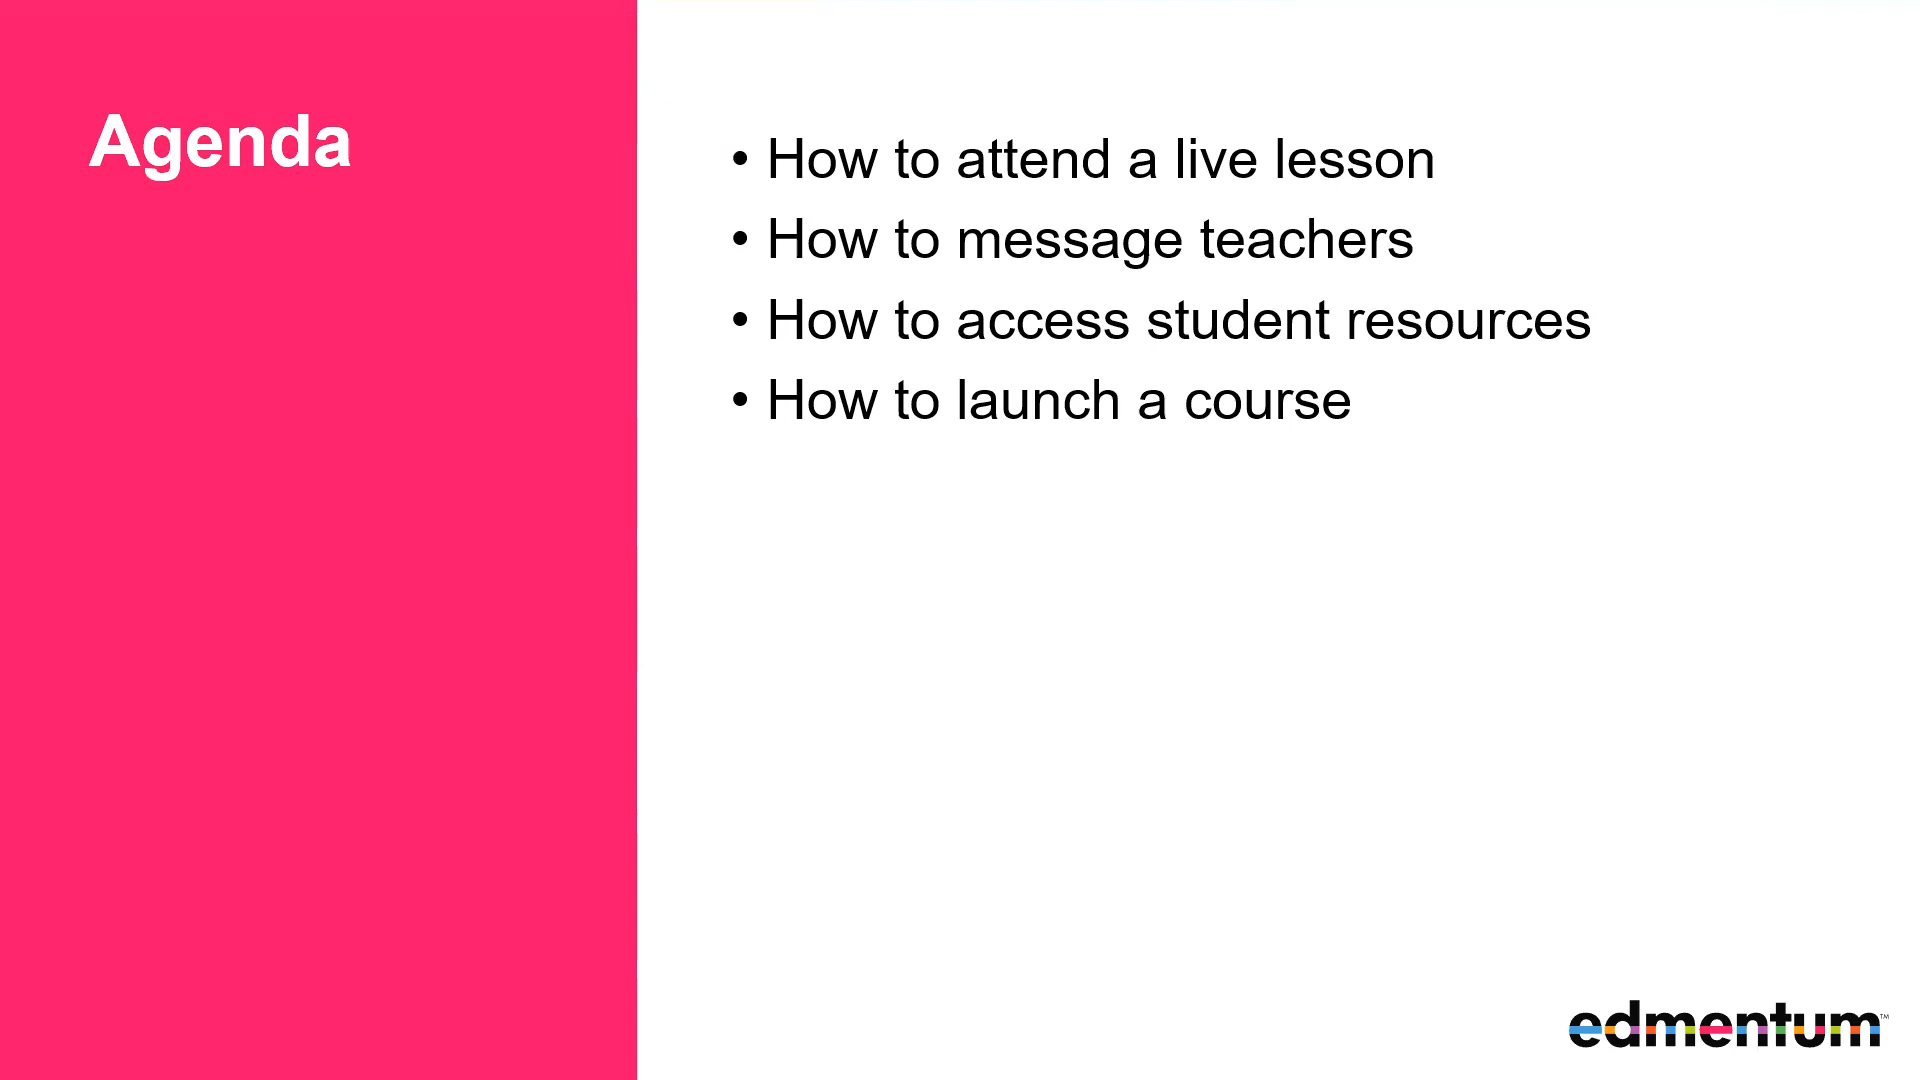 Agenda
• How to attend a live lesson
• How to message teachers
• How to access student resources
• How to launch a course
edmentum™